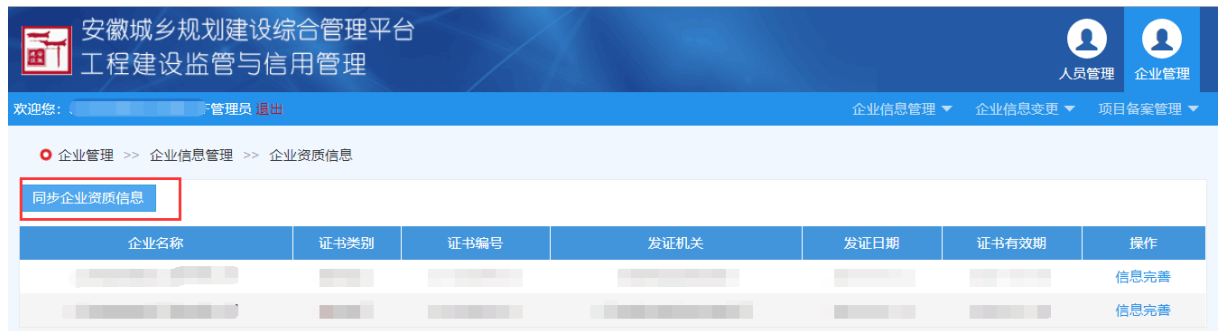 安徽城乡规划建设综合管理平台
工程建设监管与信用管理
人员管理 企业管理
欢迎您: 管理员 退出 企业信息管理 企业信息变更 项目备案管理
企业管理 >> 企业信息管理 >> 企业资质信息
同步企业资质信息
企业名称 证书类别 证书编号 发证机关 发证日期 证书有效期 操作
信息完善
信息完善